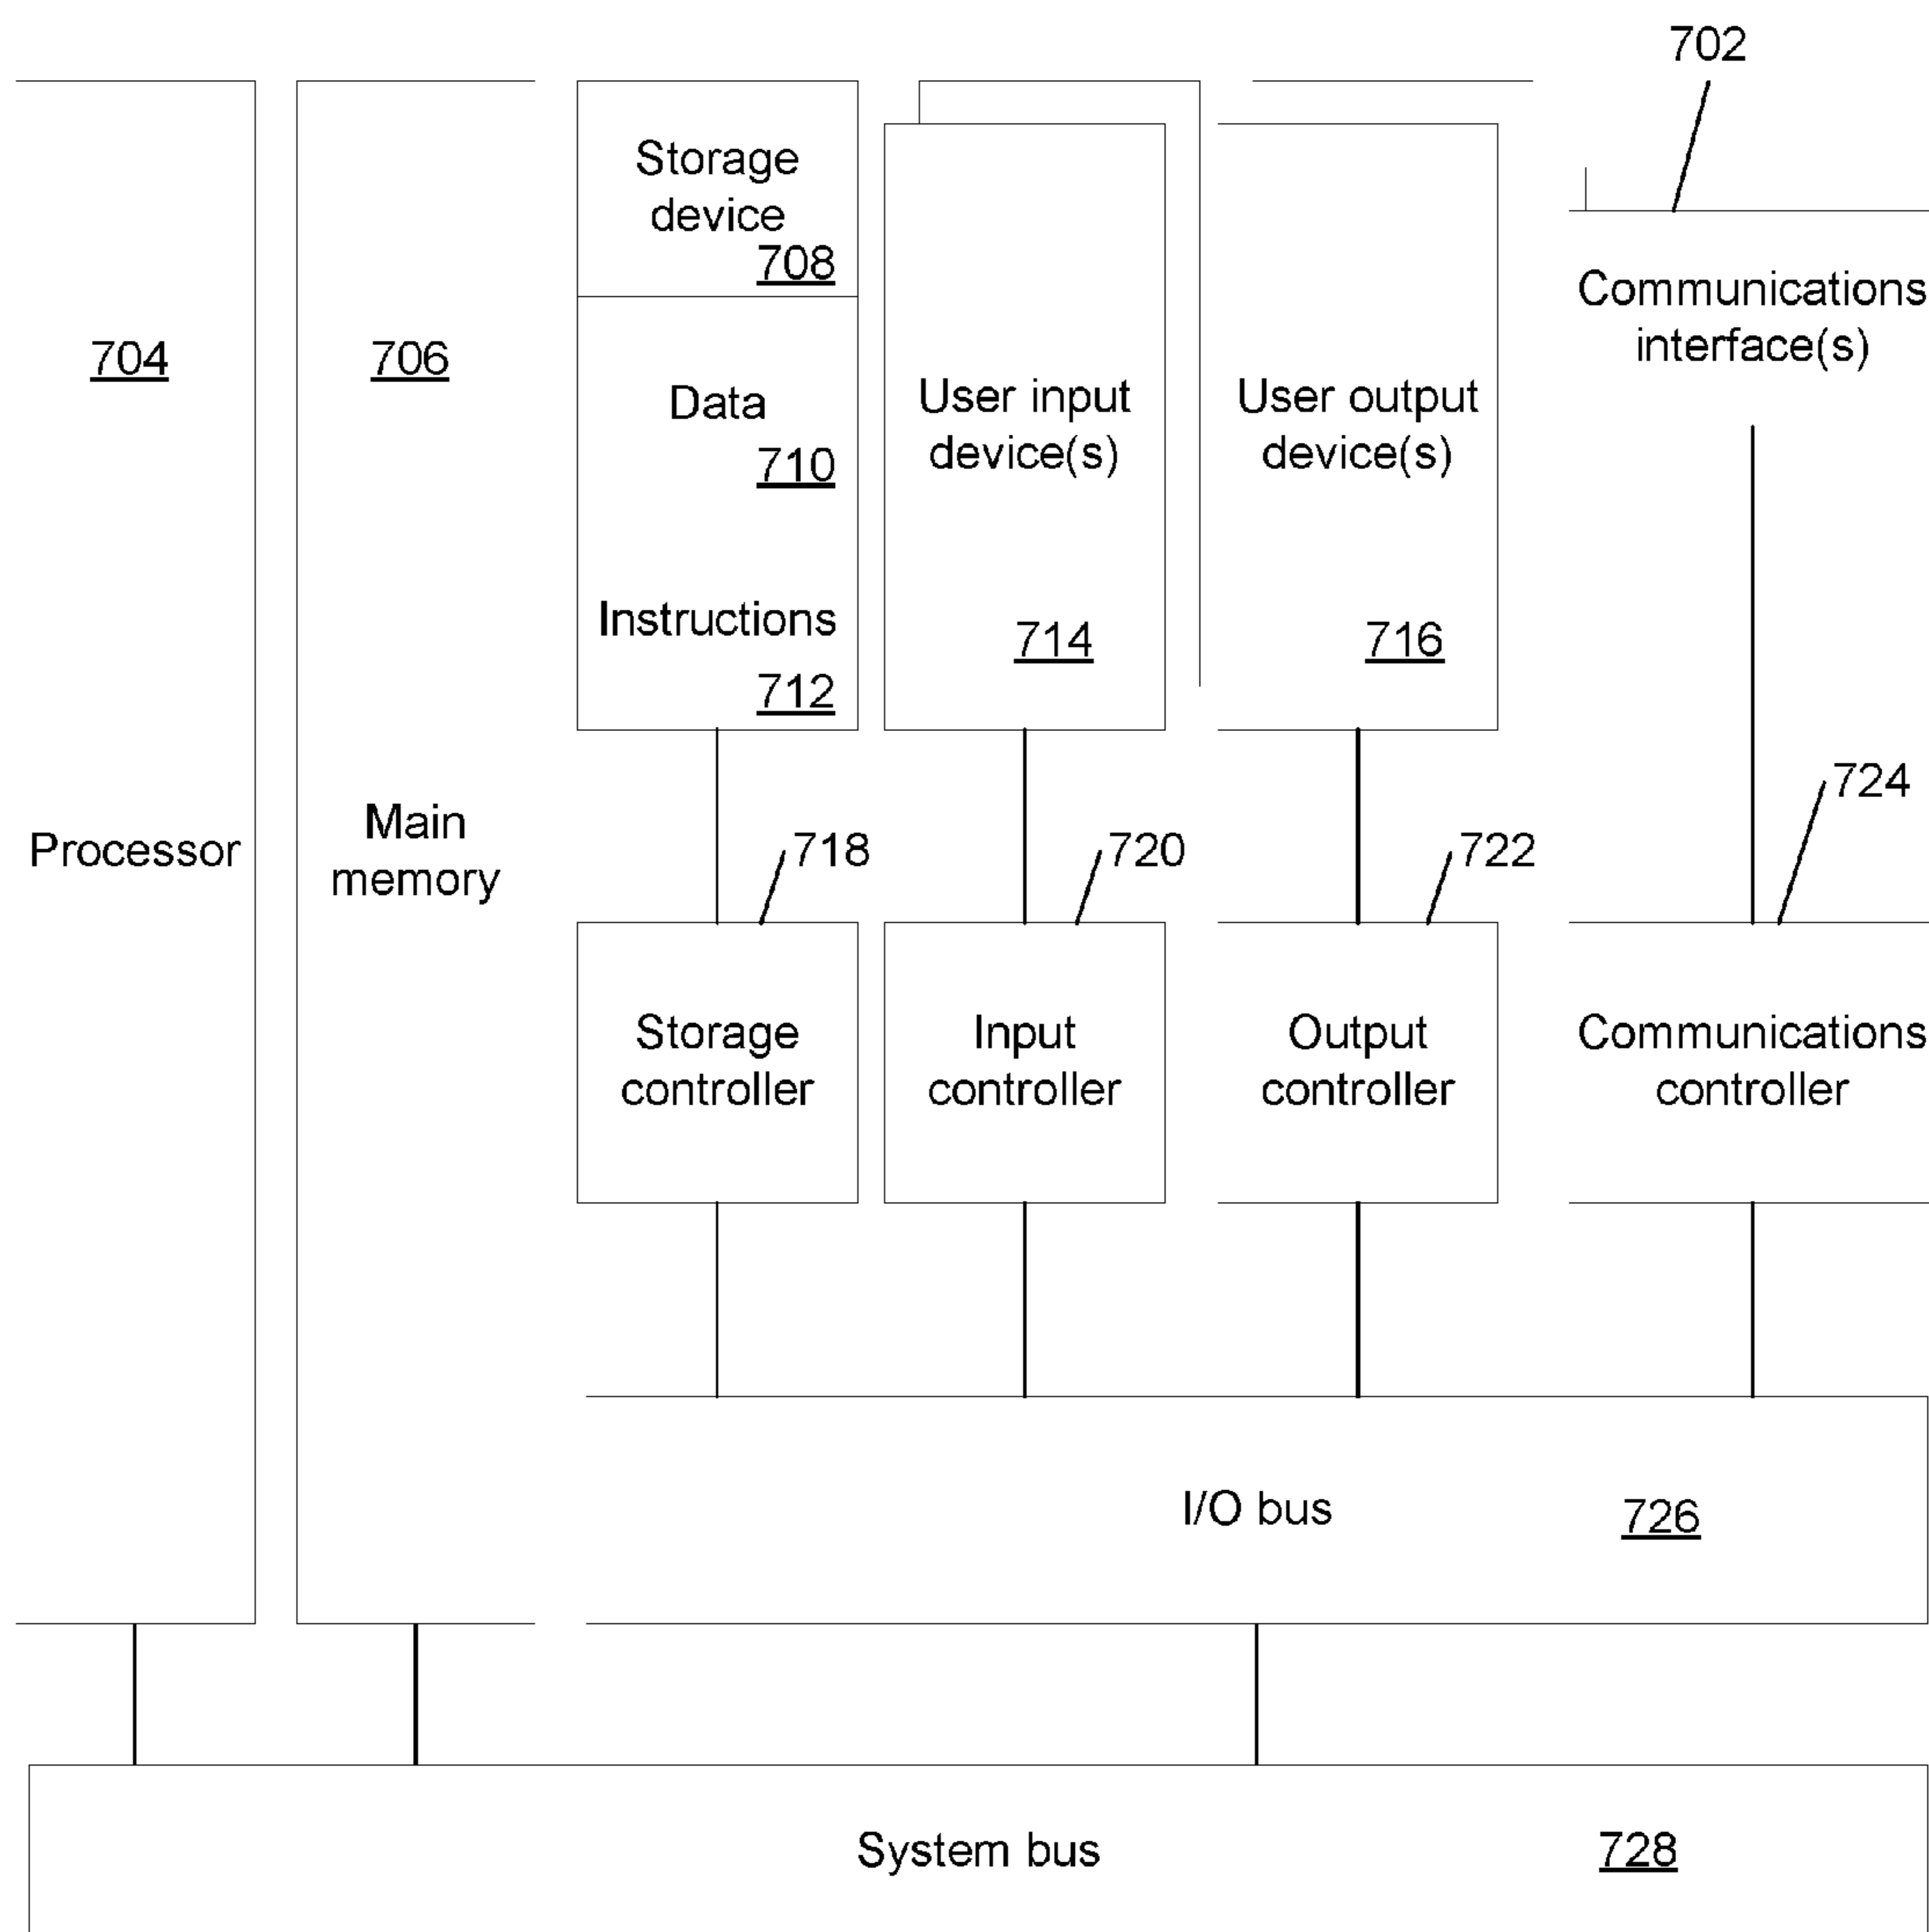 702
Storage
device
708
Communications
interface(s)
704
706
Data
710
User input
device(s)
User output
device(s)
Instructions
712
714
716
724
Processor
Main
memory
718
720
722
Storage
controller
Input
controller
Output
controller
Communications
controller
I/O bus
726
System bus
728